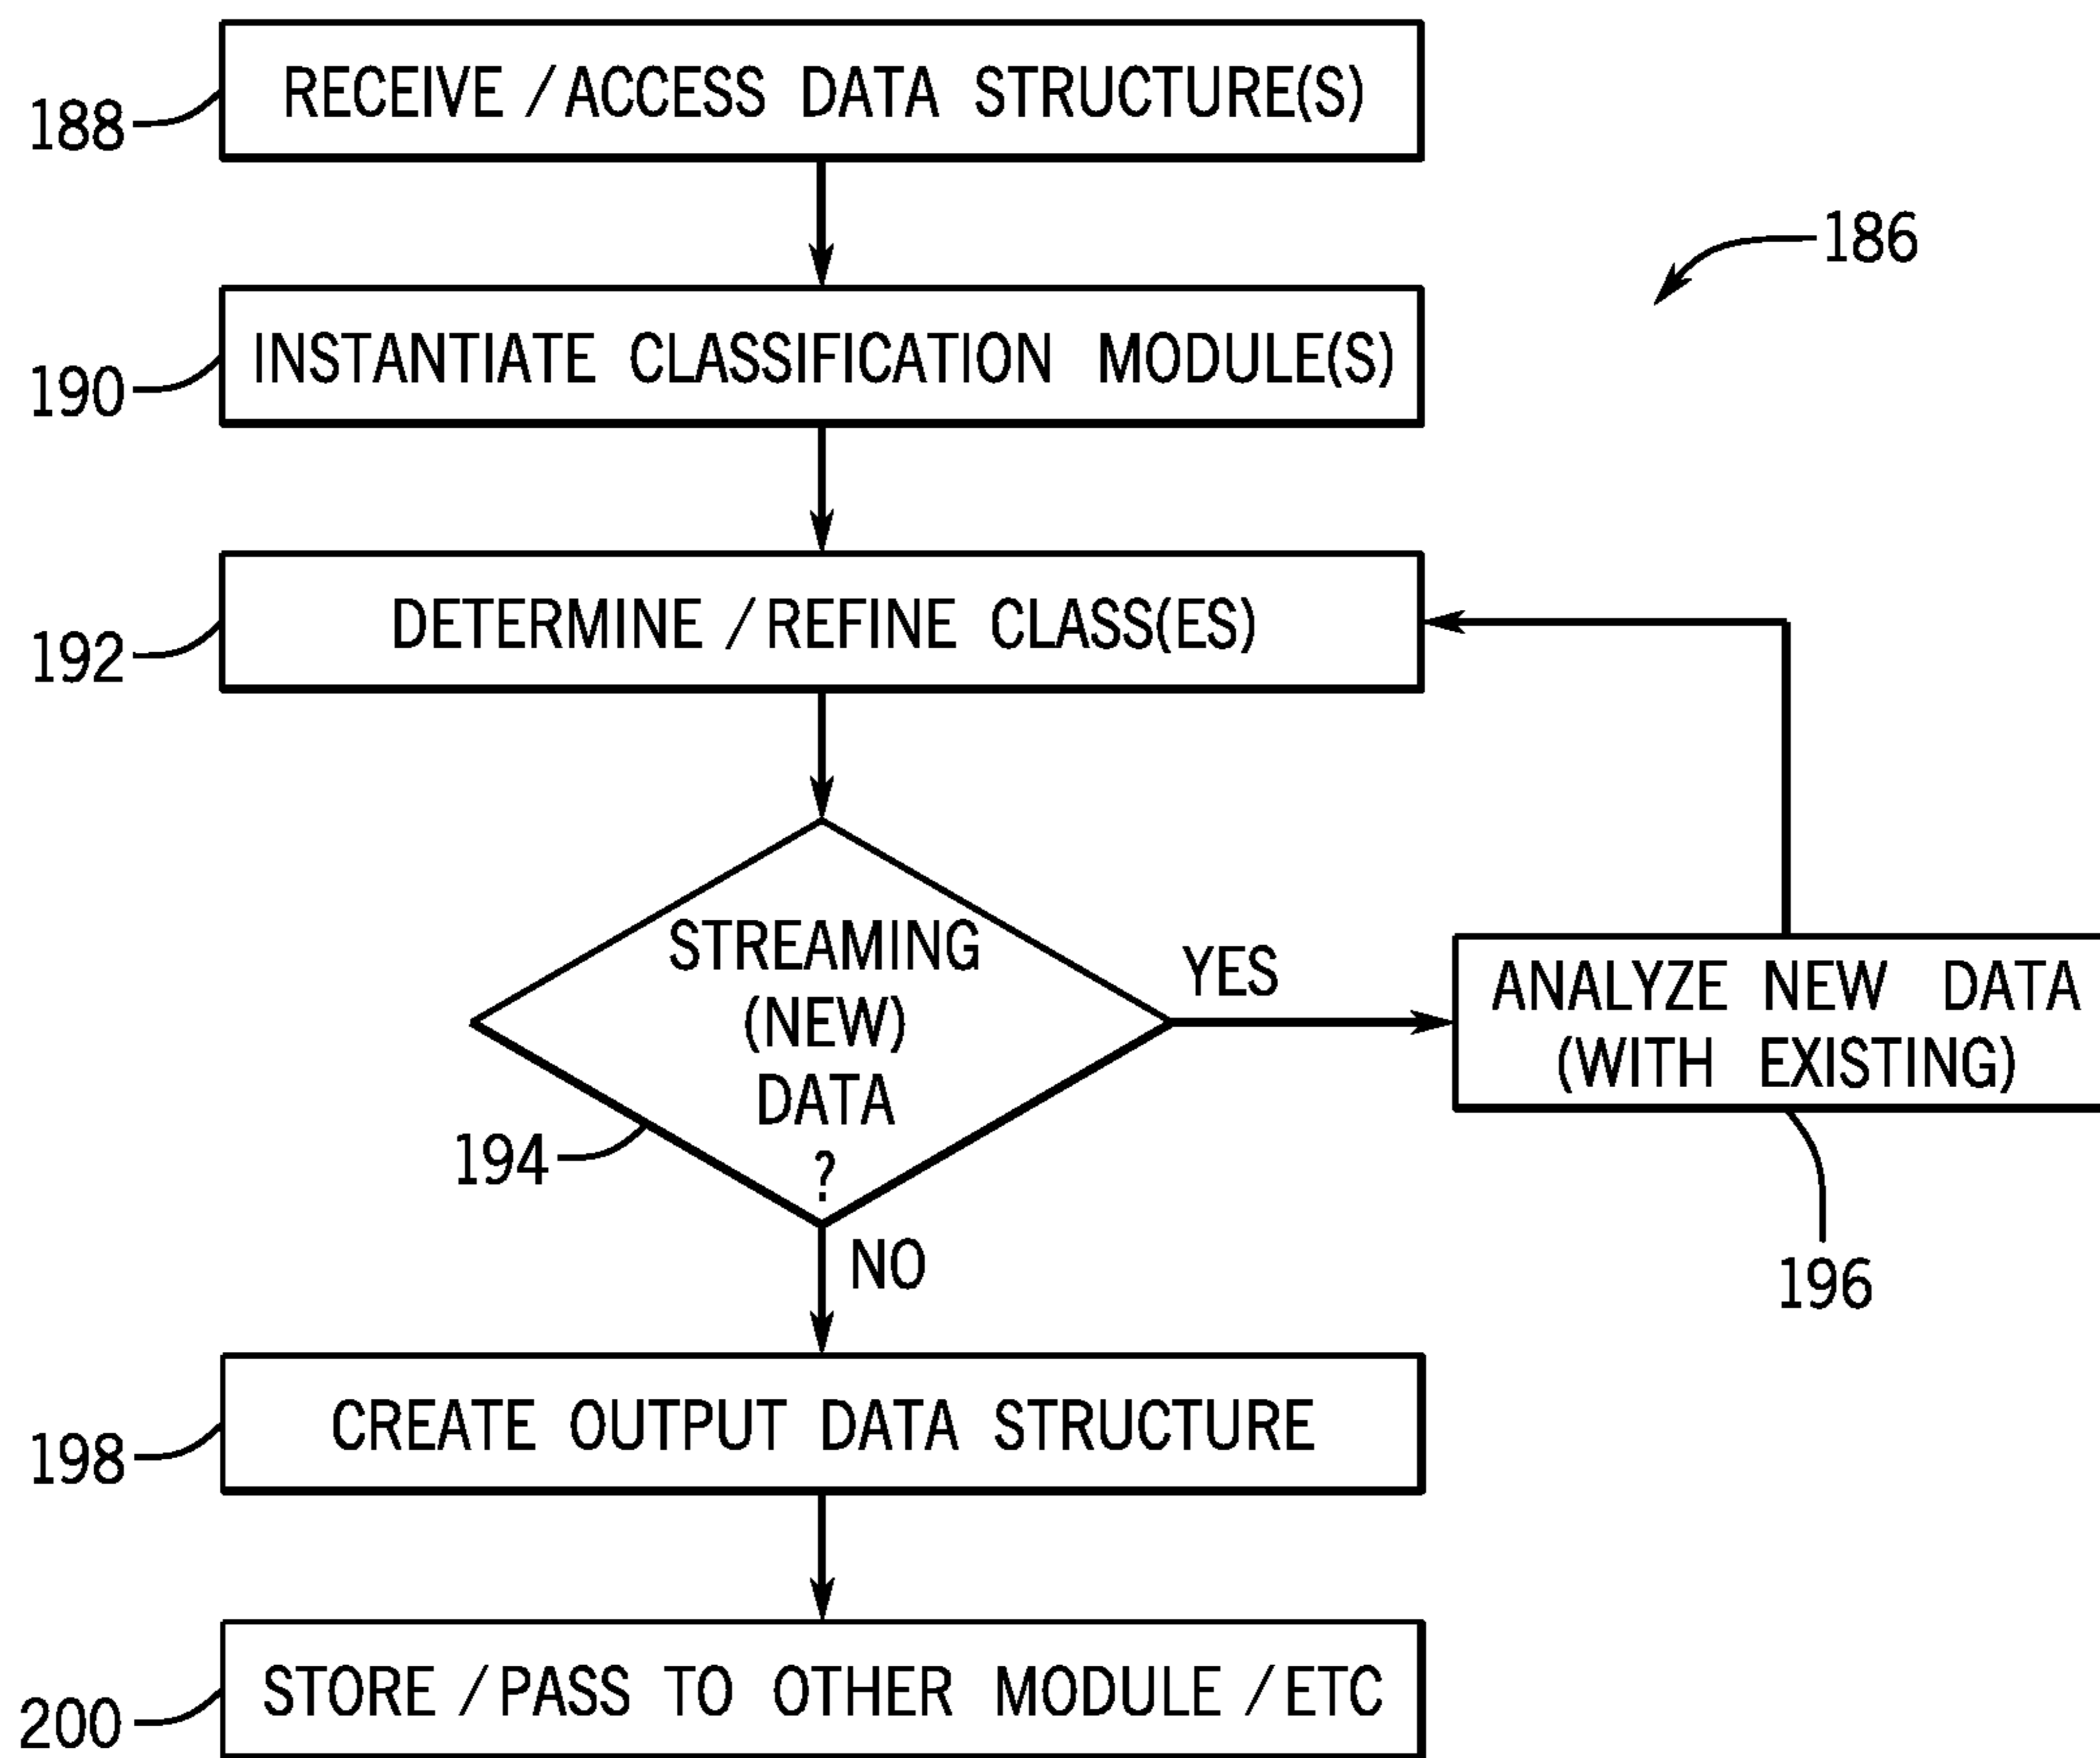 188
RECEIVE / ACCESS DATA STRUCTURE(S)
186
190
INSTANTIATE CLASSIFICATION MODULE(S)
192
DETERMINE / REFINE CLASS(ES)
STREAMING
(NEW)
DATA
?
194
YES
ANALYZE NEW DATA
(WITH EXISTING)
196
NO
198
CREATE OUTPUT DATA STRUCTURE
200
STORE / PASS TO OTHER MODULE / ETC